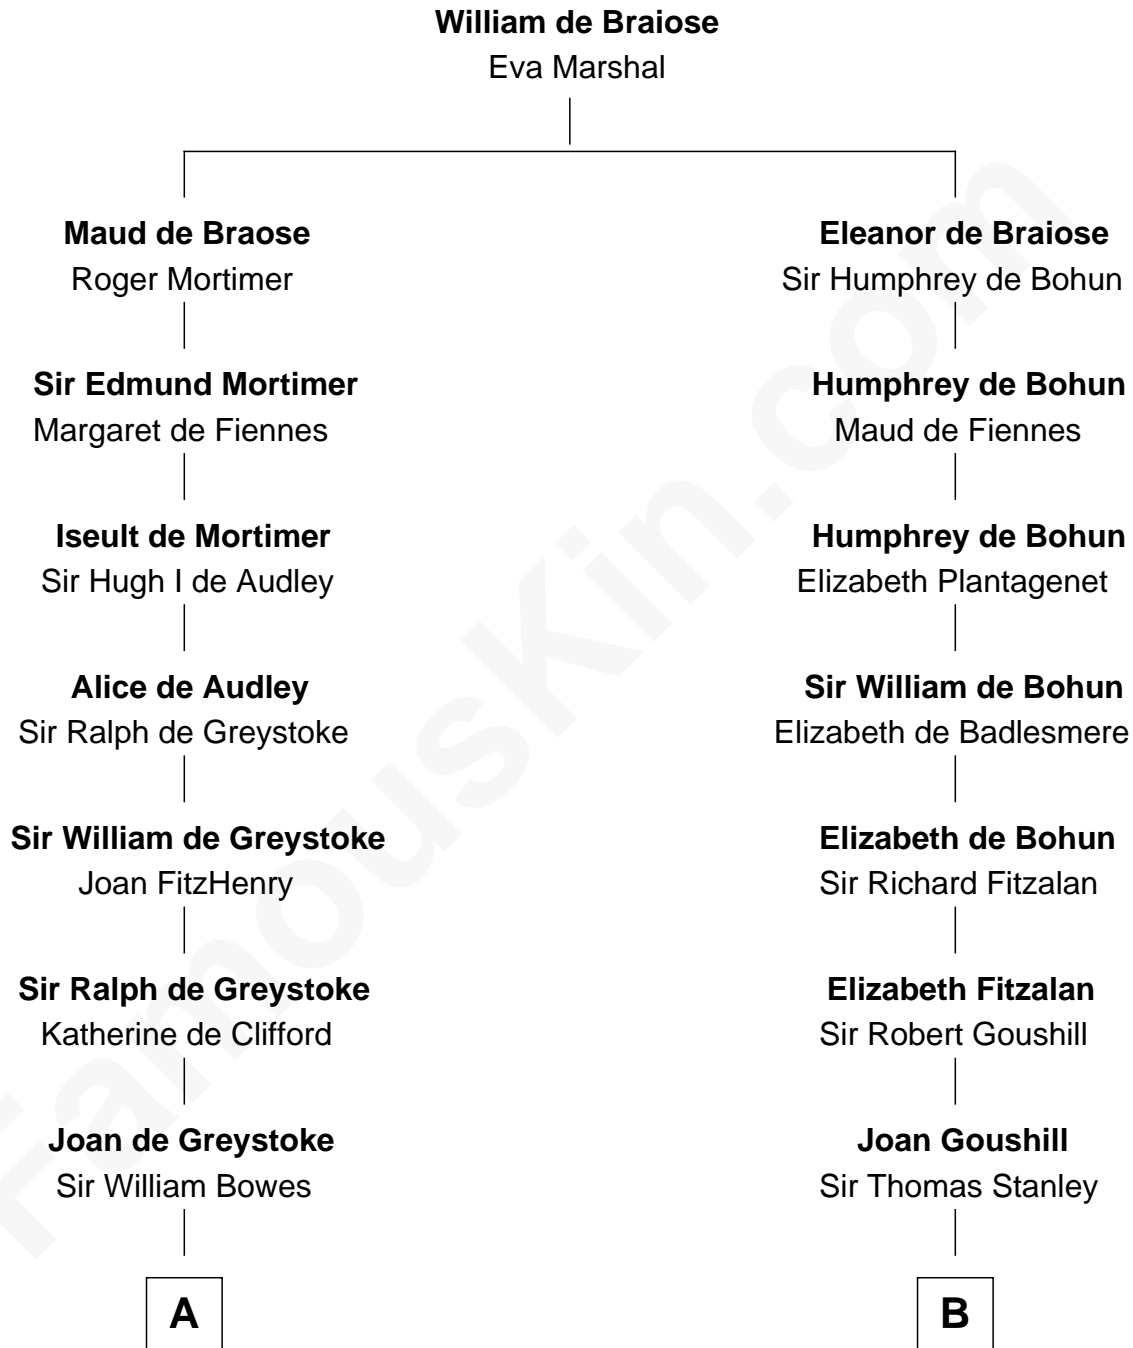 William de Braiose
Eva Marshal
Maud de Braose
Roger Mortimer
Eleanor de Braiose
Sir Humphrey de Bohun
Sir Edmund Mortimer
Margaret de Fiennes
Humphrey de Bohun
Maud de Fiennes
Iseult de Mortimer
Sir Hugh I de Audley
Humphrey de Bohun
Elizabeth Plantagenet
Alice de Audley
Sir Ralph de Greystoke
Sir William de Bohun
Elizabeth de Badlesmere
Sir William de Greystoke
Joan FitzHenry
Elizabeth de Bohun
Sir Richard Fitzalan
Sir Ralph de Greystoke
Katherine de Clifford
Elizabeth Fitzalan
Sir Robert Goushill
Joan de Greystoke
Sir William Bowes
Joan Goushill
Sir Thomas Stanley
A
B
FamousKin.com